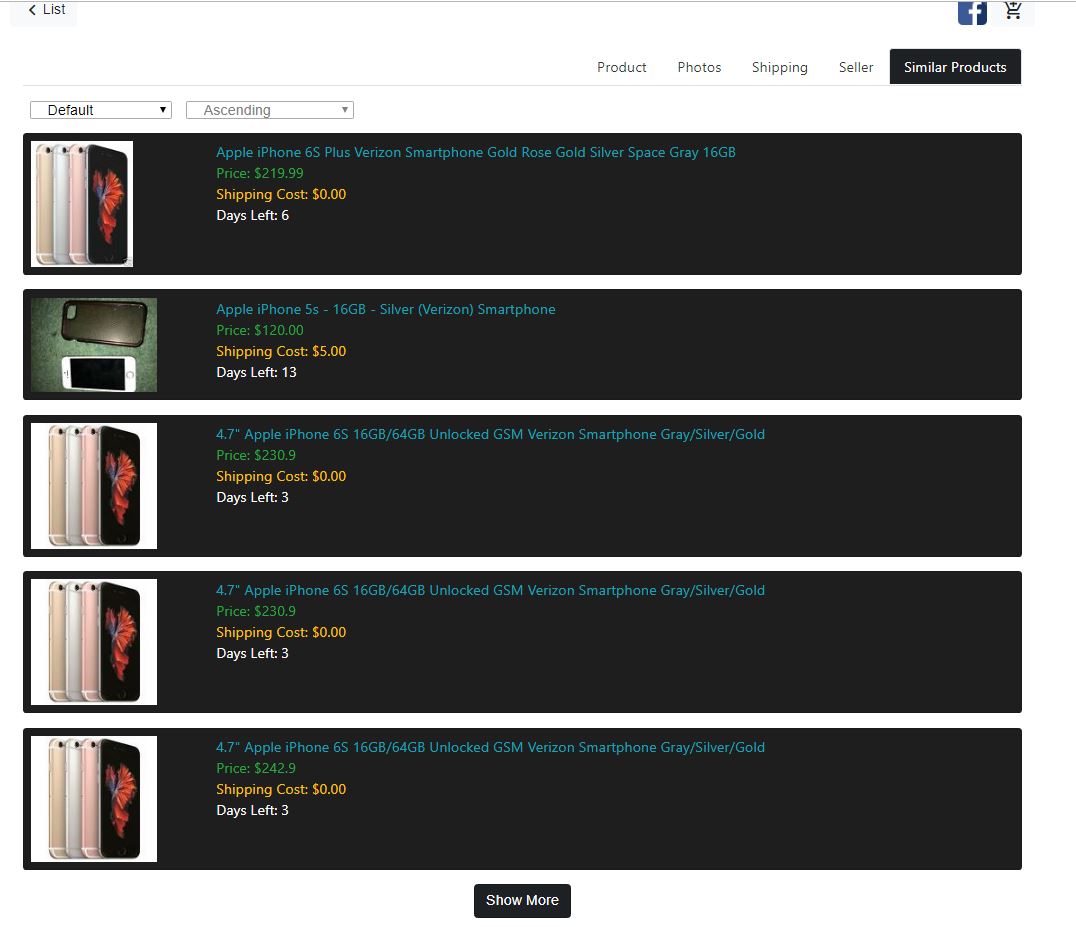 List
Product Photos Shipping Seller Similar Products
Default Ascending
Apple iPhone 6S Plus Verizon Smartphone Gold Rose Gold Silver Space Gray 16GB
Price: $219.99
Shipping Cost: $0.00
Days Left: 6
Apple iPhone 5s - 16GB - Silver (Verizon) Smartphone
Price: $120.00
Shipping Cost: $5.00
Days Left: 13
4.7" Apple iPhone 6S 16GB/64GB Unlocked GSM Verizon Smartphone Gray/Silver/Gold
Price: $230.9
Shipping Cost: $0.00
Days Left: 3
4.7" Apple iPhone 6S 16GB/64GB Unlocked GSM Verizon Smartphone Gray/Silver/Gold
Price: $230.9
Shipping Cost: $0.00
Days Left: 3
4.7" Apple iPhone 6S 16GB/64GB Unlocked GSM Verizon Smartphone Gray/Silver/Gold
Price: $242.9
Shipping Cost: $0.00
Days Left: 3
Show More